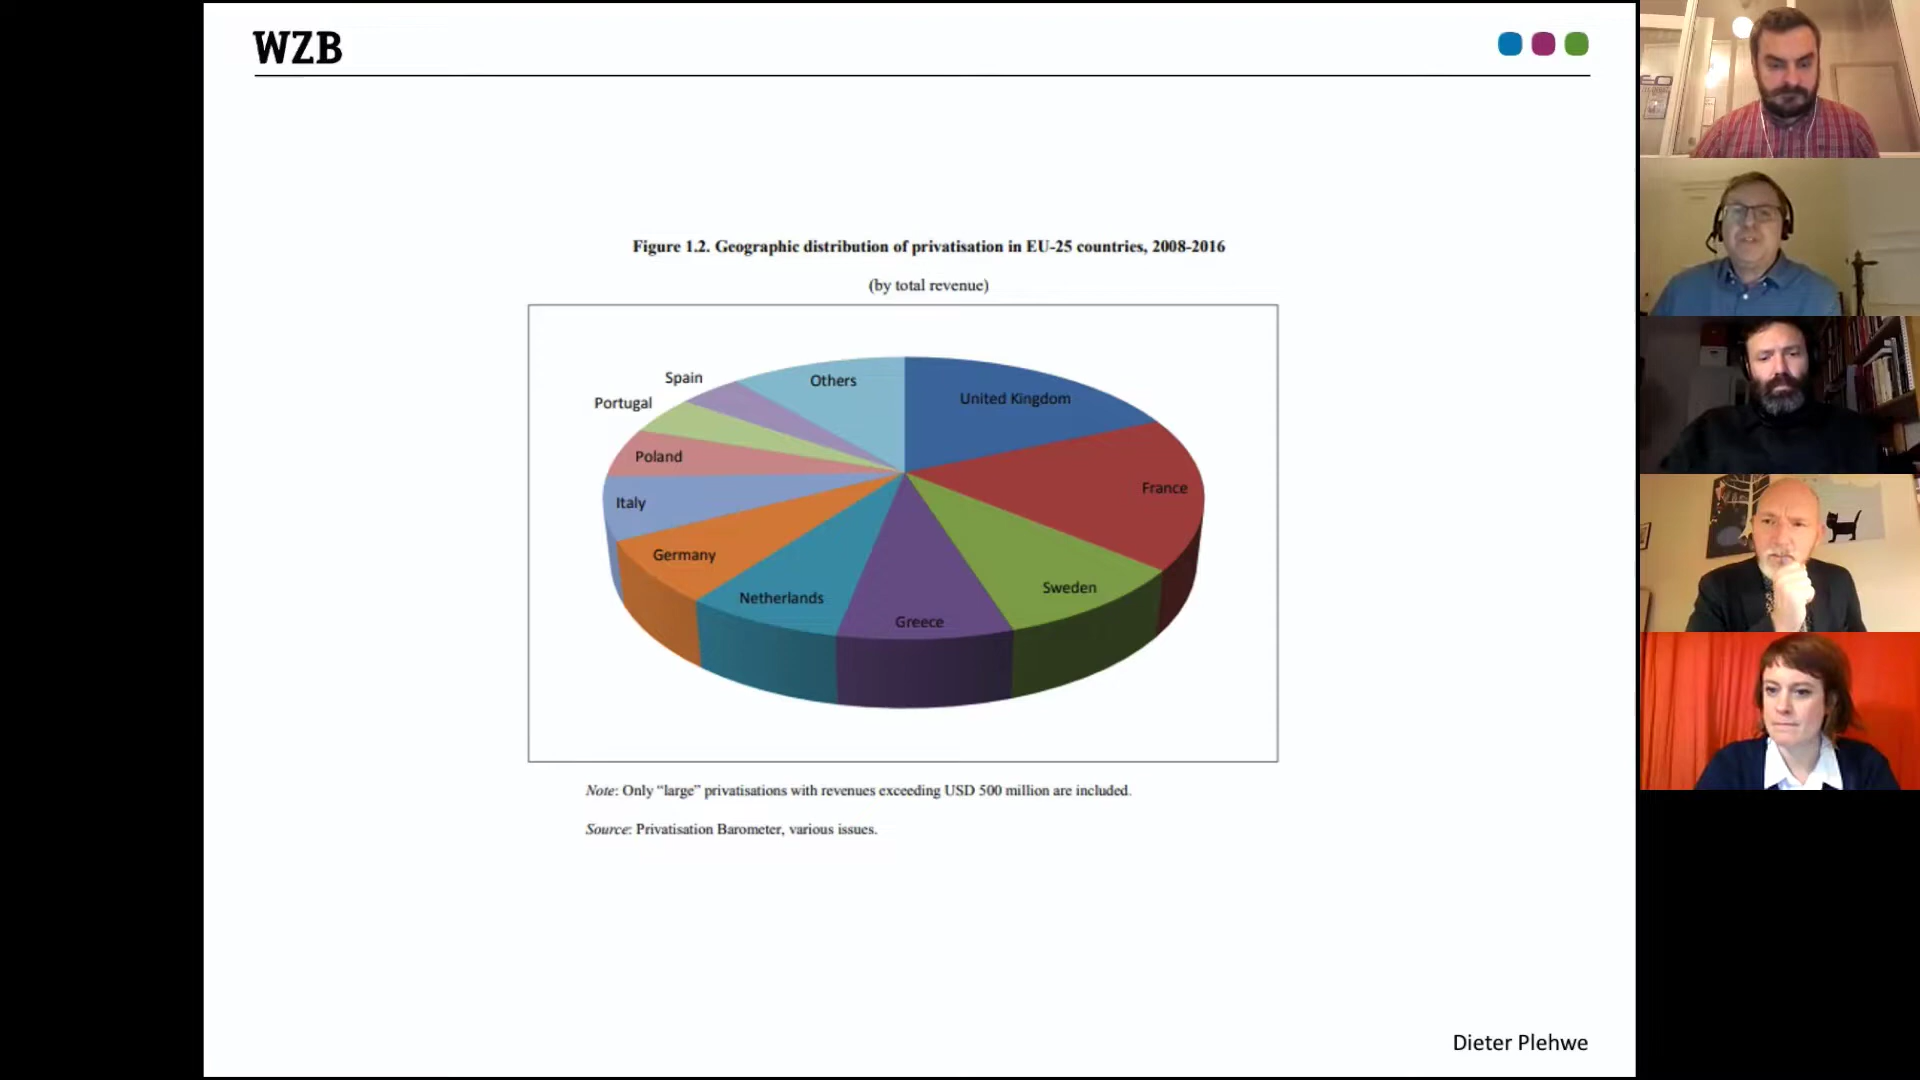 WZB
Figure 1.2. Geographic distribution of privatisation in EU-25 countries, 2008-2016
(by total revenue)
Spain
Others
Portugal
United Kingdom
Poland
France
Italy
Germany
Sweden
Netherlands
Greece
Note: Only “large” privatisations with revenues exceeding USD 500 million are included.
Source: Privatisation Barometer, various issues.
Dieter Plehwe